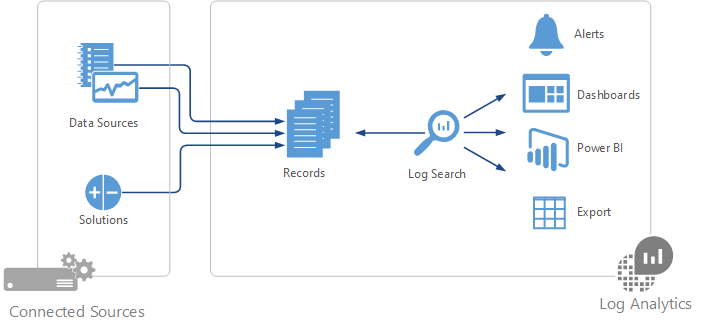 Alerts
Data Sources
Dashboards
Power BI
Records
Log Search
Solutions
Export
Connected Sources
Log Analytics